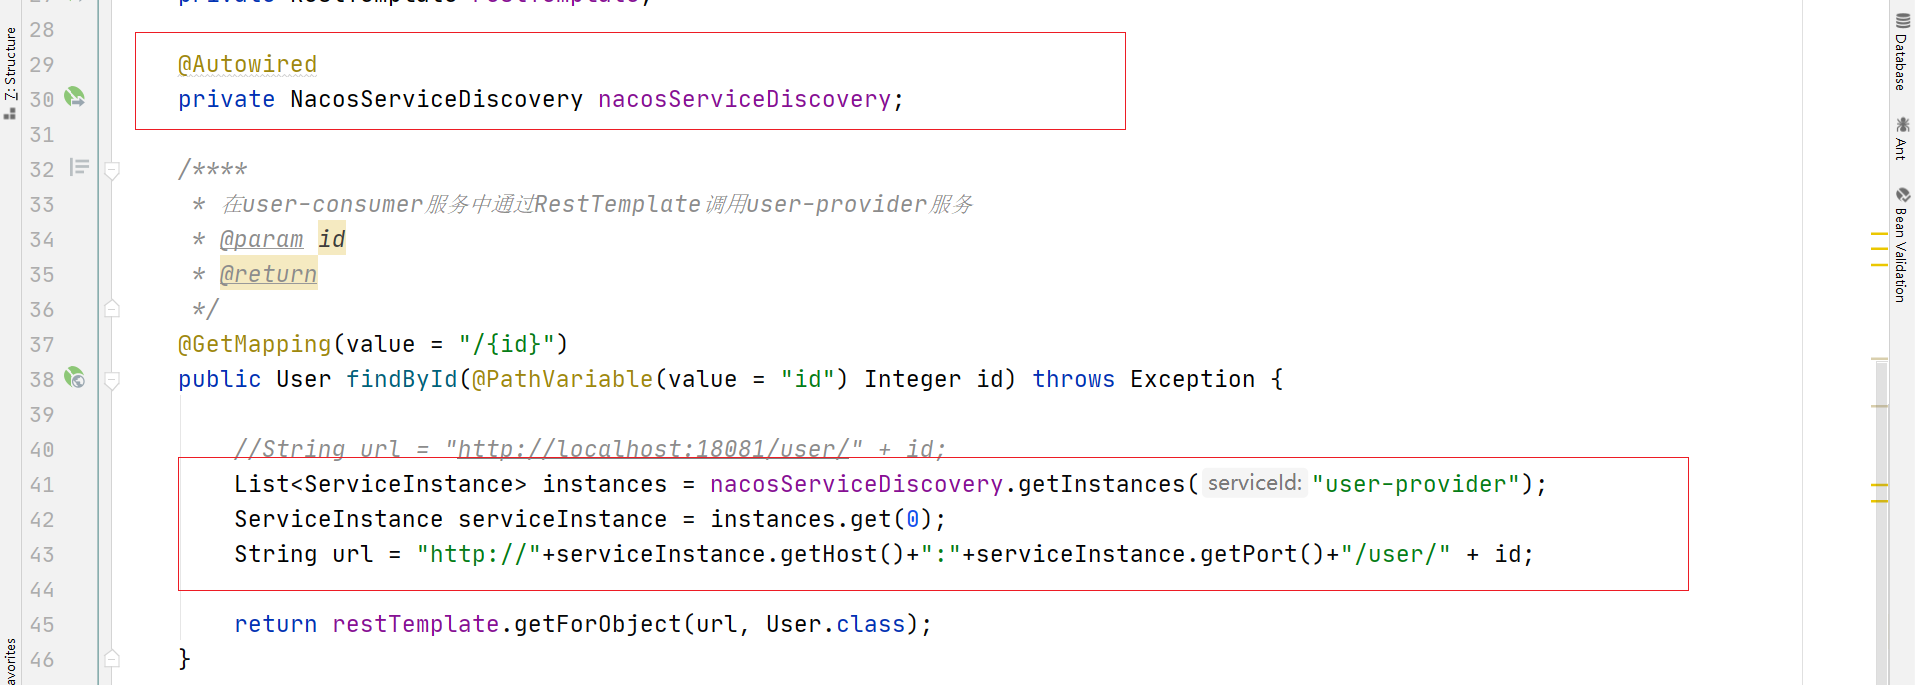 27 private RestTemplate restTemplate;
28
29 @Autowired
30 private NacosServiceDiscovery nacosServiceDiscovery;
31
32 /****
33 * 在user-consumer服务中通过RestTemplate调用user-provider服务
34 * @param id
35 * @return
36 */
37 @GetMapping(value = "/{id}")
38 public User findById(@PathVariable(value = "id") Integer id) throws Exception {
39
40 //String url = "http://localhost:18081/user/" + id;
41 List<ServiceInstance> instances = nacosServiceDiscovery.getInstances( serviceId: "user-provider");
42 ServiceInstance serviceInstance = instances.get(0);
43 String url = "http://"+serviceInstance.getHost()+":"+serviceInstance.getPort()+"/user/" + id;
44
45 return restTemplate.getForObject(url, User.class);
46 }
Z: Structure
avorites
Database
Ant
Bean Validation